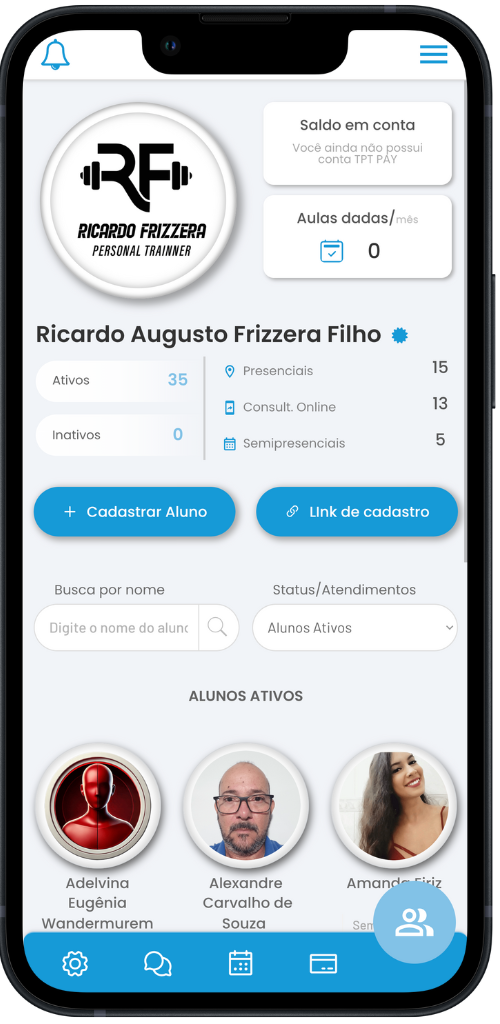 RF
RICARDO FRIZZERA
PERSONAL TRAINNER
Saldo em conta
Você ainda não possui
conta TPT PAY
Aulas dadas/mês
0
Ricardo Augusto Frizzera Filho
Ativos 35
Inativos 0
Presenciais 15
Consult. Online 13
Semipresenciais 5
+ Cadastrar Aluno
LInk de cadastro
Busca por nome
Digite o nome do aluno
Status/Atendimentos
Alunos Ativos
ALUNOS ATIVOS
Adelvina
Eugênia
Wandermurem
Alexandre
Carvalho de
Souza
Amanda Firiz
Sem